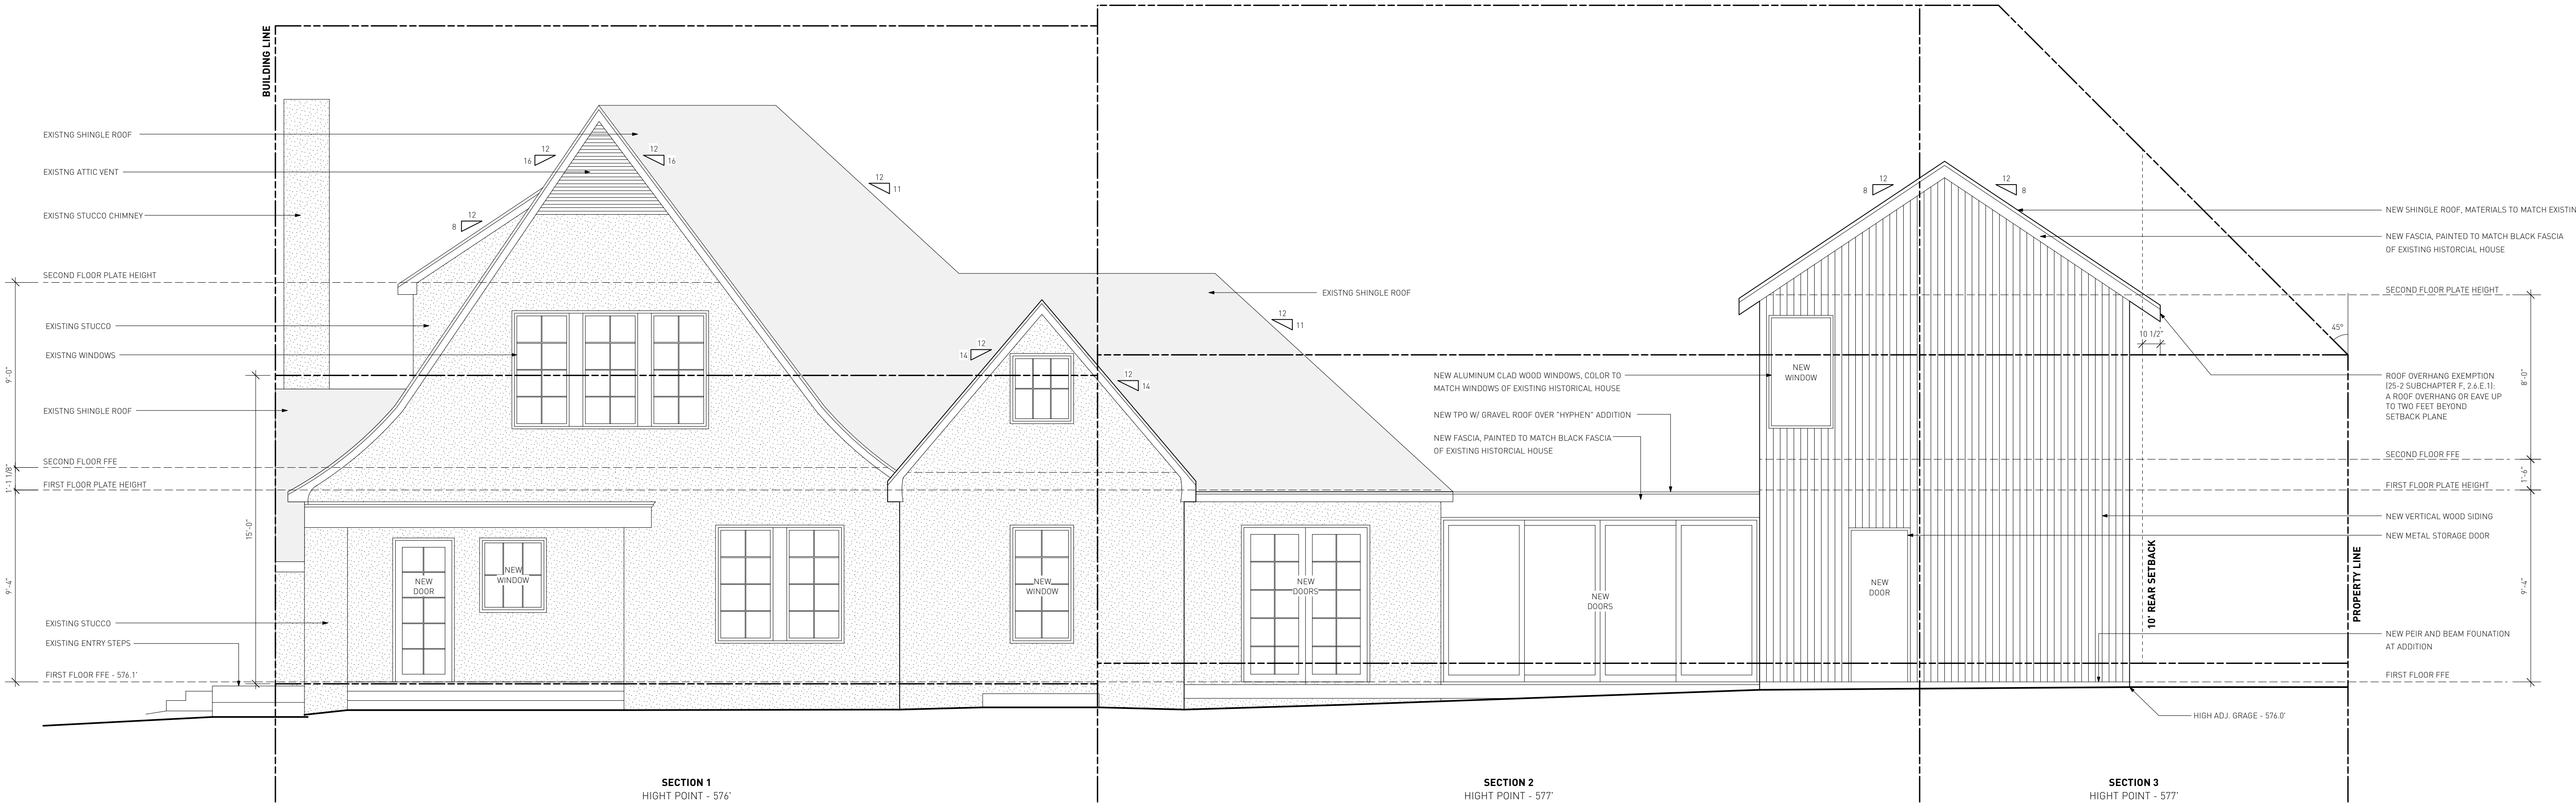 BUILDING LINE
EXISTNG SHINGLE ROOF
EXISTNG ATTIC VENT
EXISTNG STUCCO CHIMNEY
SECOND FLOOR PLATE HEIGHT
EXISTING STUCCO
EXISTNG WINDOWS
9'-0"
EXISTNG SHINGLE ROOF
SECOND FLOOR FFE
1'-1 1/8"
FIRST FLOOR PLATE HEIGHT
15'-0"
9'-4"
EXISTING STUCCO
EXISTING ENTRY STEPS
FIRST FLOOR FFE - 576.1'
12
16
12
16
12
8
12
11
12
14
12
14
12
11
EXISTNG SHINGLE ROOF
NEW
DOOR
NEW
WINDOW
NEW
WINDOW
NEW
DOORS
NEW
DOORS
NEW ALUMINUM CLAD WOOD WINDOWS, COLOR TO
MATCH WINDOWS OF EXISTING HISTORICAL HOUSE
NEW TPO W/ GRAVEL ROOF OVER "HYPHEN" ADDITION
NEW FASCIA, PAINTED TO MATCH BLACK FASCIA
OF EXISTING HISTORCIAL HOUSE
12
8
12
8
NEW
WINDOW
NEW
DOOR
10 1/2"
45°
10' REAR SETBACK
PROPERTY LINE
NEW SHINGLE ROOF, MATERIALS TO MATCH EXISTIN
NEW FASCIA, PAINTED TO MATCH BLACK FASCIA
OF EXISTING HISTORCIAL HOUSE
SECOND FLOOR PLATE HEIGHT
ROOF OVERHANG EXEMPTION
(25-2 SUBCHAPTER F, 2.6.E.1):
A ROOF OVERHANG OR EAVE UP
TO TWO FEET BEYOND
SETBACK PLANE
8'-0"
SECOND FLOOR FFE
1'-6"
FIRST FLOOR PLATE HEIGHT
NEW VERTICAL WOOD SIDING
NEW METAL STORAGE DOOR
9'-4"
NEW PEIR AND BEAM FOUNATION
AT ADDITION
FIRST FLOOR FFE
HIGH ADJ. GRAGE - 576.0'
SECTION 1
HIGHT POINT - 576'
SECTION 2
HIGHT POINT - 577'
SECTION 3
HIGHT POINT - 577'